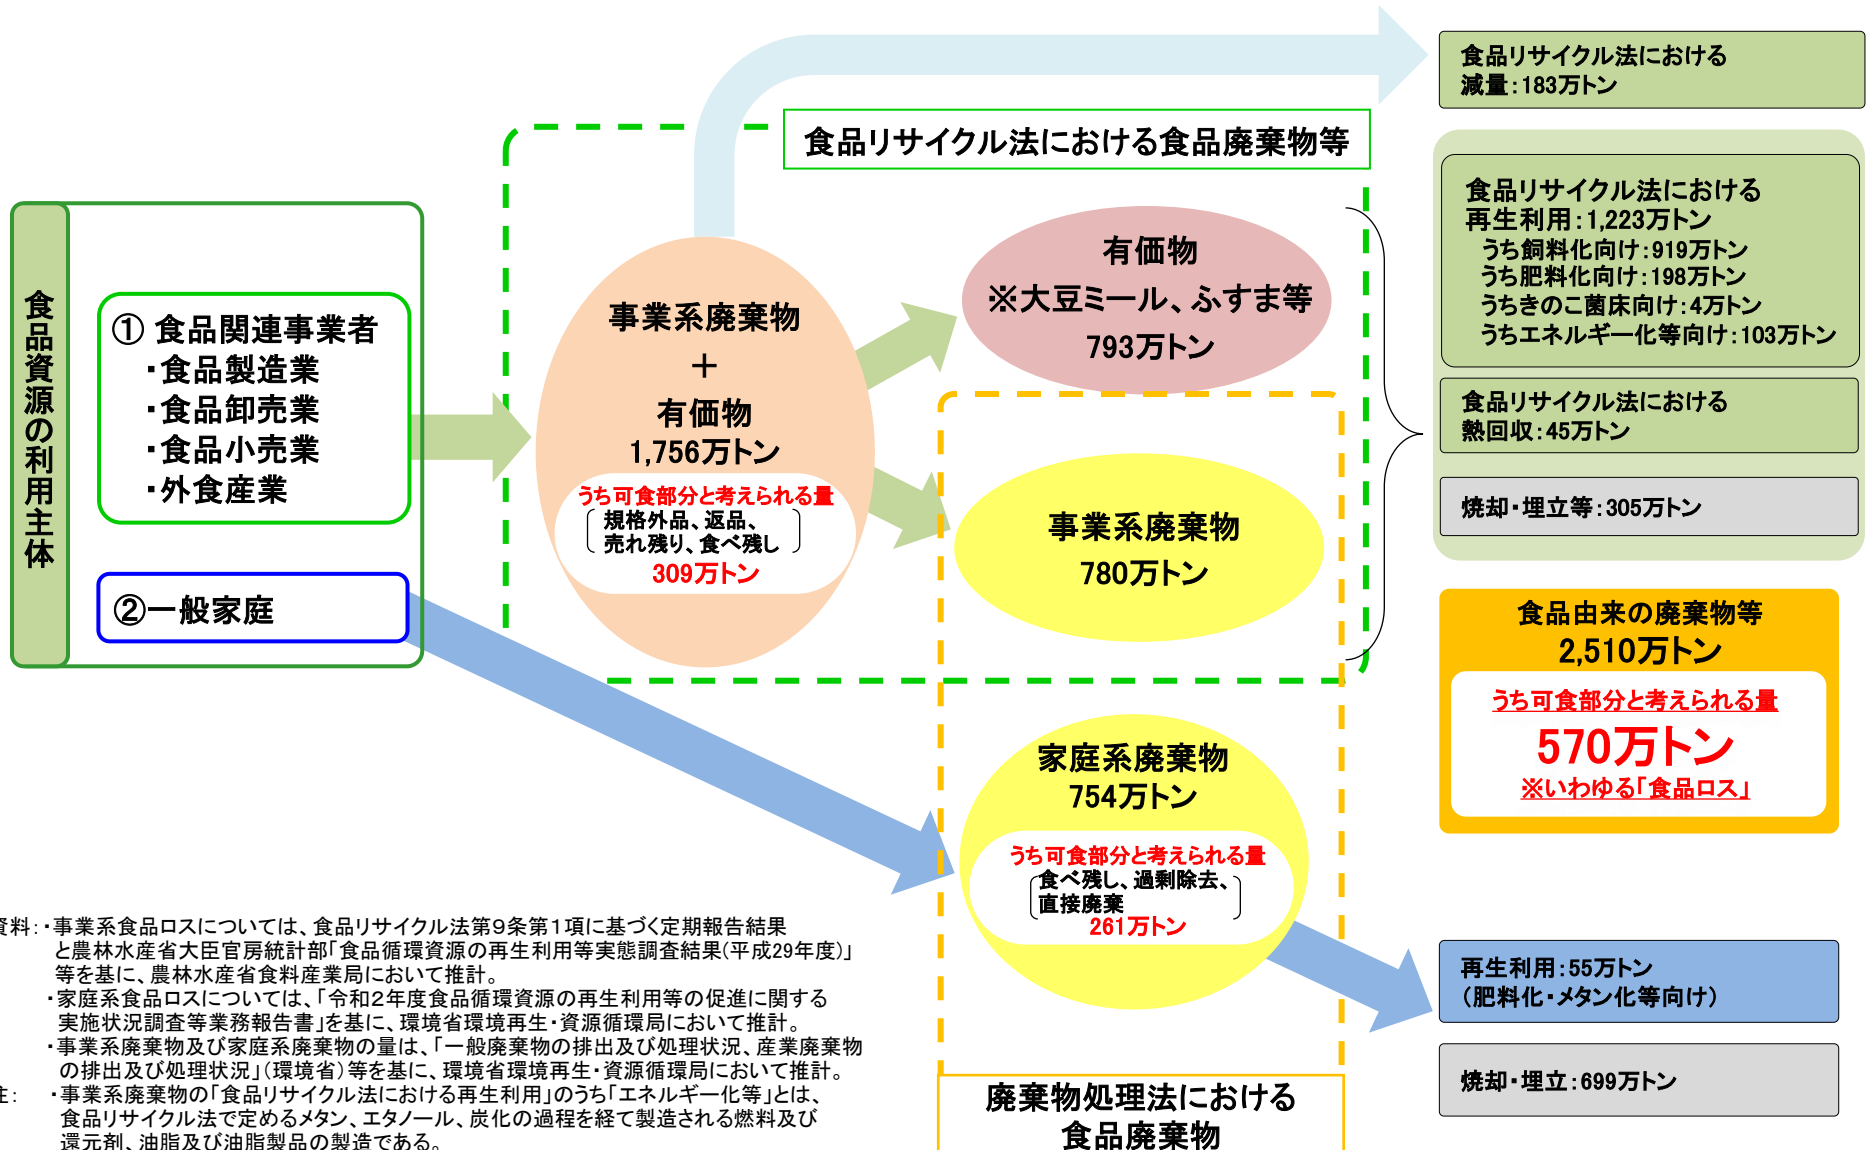 食品資源の利用主体
① 食品関連事業者
・食品製造業
・食品卸売業
・食品小売業
・外食産業
②一般家庭
食品リサイクル法における食品廃棄物等
事業系廃棄物
＋
有価物
1,756万トン
うち可食部分と考えられる量
規格外品、返品、
売れ残り、食べ残し
309万トン
有価物
※大豆ミール、ふすま等
793万トン
事業系廃棄物
780万トン
家庭系廃棄物
754万トン
うち可食部分と考えられる量
食べ残し、過剰除去、
直接廃棄
261万トン
廃棄物処理法における
食品廃棄物
食品リサイクル法における
減量：183万トン
食品リサイクル法における
再生利用：1,223万トン
うち飼料化向け：919万トン
うち肥料化向け：198万トン
うちきのこ菌床向け：4万トン
うちエネルギー化等向け：103万トン
食品リサイクル法における
熱回収：45万トン
焼却・埋立等：305万トン
食品由来の廃棄物等
2,510万トン
うち可食部分と考えられる量
570万トン
※いわゆる「食品ロス」
再生利用：55万トン
（肥料化・メタン化等向け）
焼却・埋立：699万トン
資料：・事業系食品ロスについては、食品リサイクル法第9条第1項に基づく定期報告結果
と農林水産省大臣官房統計部「食品循環資源の再生利用等実態調査結果(平成29年度)」
等を基に、農林水産省食料産業局において推計。
・家庭系食品ロスについては、「令和2年度食品循環資源の再生利用等の促進に関する
実施状況調査等業務報告書」を基に、環境省環境再生・資源循環局において推計。
・事業系廃棄物及び家庭系廃棄物の量は、「一般廃棄物の排出及び処理状況、産業廃棄物
の排出及び処理状況」（環境省）等を基に、環境省環境再生・資源循環局において推計。
注： ・事業系廃棄物の「食品リサイクル法における再生利用」のうち「エネルギー化等」とは、
食品リサイクル法で定めるメタン、エタノール、炭化の過程を経て製造される燃料及び
還元剤、油脂及び油脂製品の製造である。